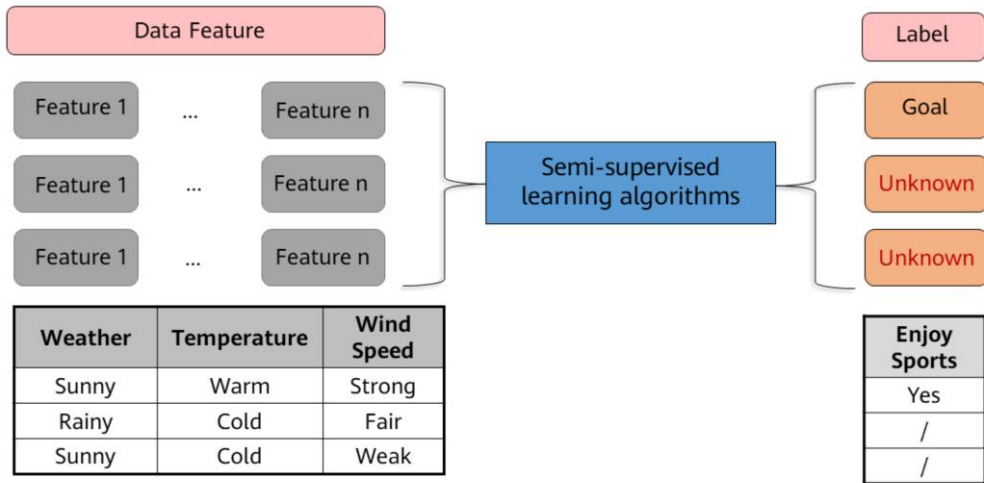 Data Feature
Label
Feature 1 ... Feature n
Goal
Feature 1 ... Feature n
Unknown
Feature 1 ... Feature n
Unknown
Semi-supervised
learning algorithms
Weather Temperature Wind
Speed
Sunny Warm Strong
Rainy Cold Fair
Sunny Cold Weak
Enjoy
Sports
Yes
/
/